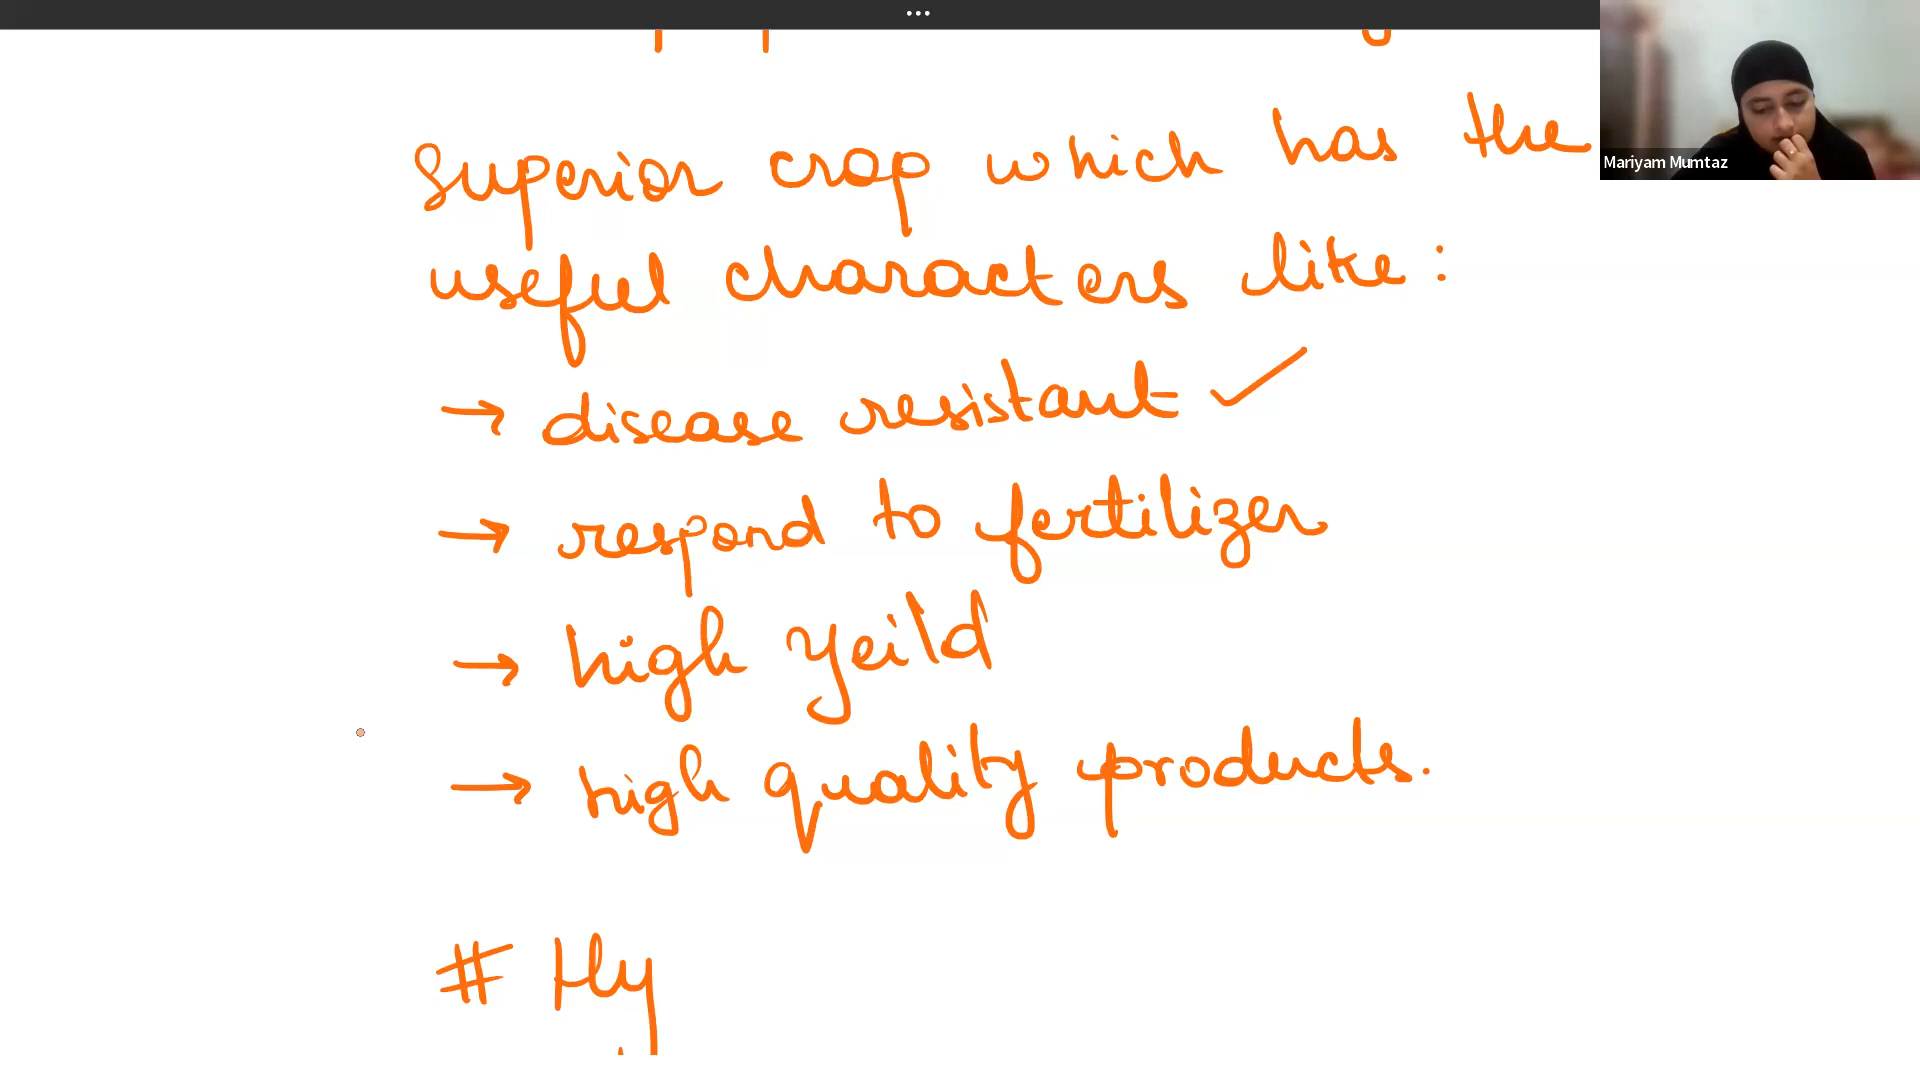 superior crop which has the
Mariyam Mumtaz
useful characters like :
→ disease resistant ✓
→ respond to fertilizer
→ high yeild
→ high quality products.
# Hy